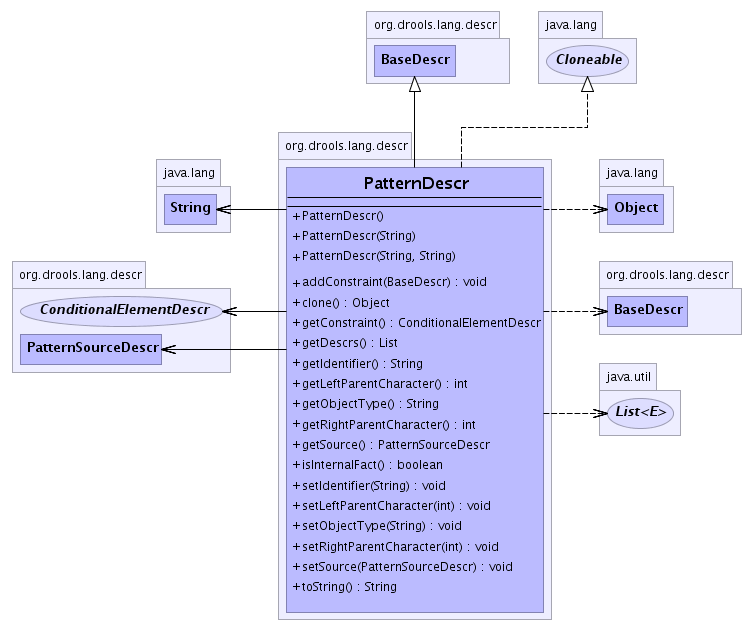 org.drools.lang.descr
BaseDescr
java.lang
Cloneable
org.drools.lang.descr
PatternDescr
+ PatternDescr()
+ PatternDescr(String)
+ PatternDescr(String, String)
+ addConstraint(BaseDescr) : void
+ clone() : Object
+ getConstraint() : ConditionalElementDescr
+ getDescrs() : List
+ getIdentifier() : String
+ getLeftParentCharacter() : int
+ getObjectType() : String
+ getRightParentCharacter() : int
+ getSource() : PatternSourceDescr
+ isInternalFact() : boolean
+ setIdentifier(String) : void
+ setLeftParentCharacter(int) : void
+ setObjectType(String) : void
+ setRightParentCharacter(int) : void
+ setSource(PatternSourceDescr) : void
+ toString() : String
java.lang
String
org.drools.lang.descr
ConditionalElementDescr
PatternSourceDescr
java.lang
Object
org.drools.lang.descr
BaseDescr
java.util
List<E>